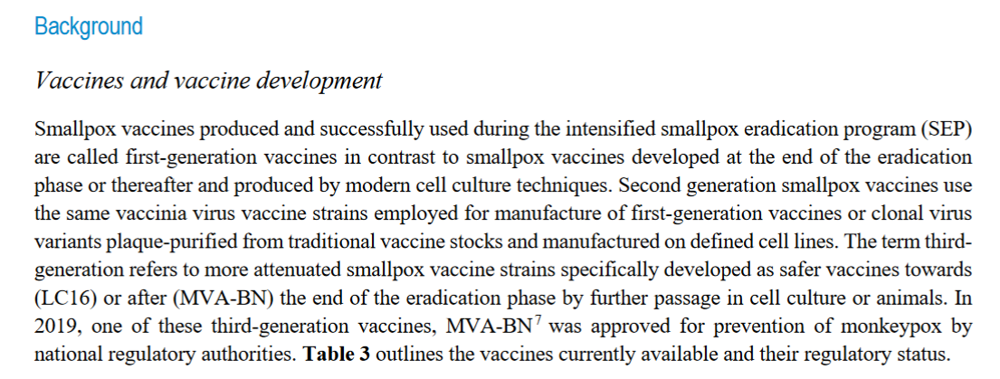 Background
Vaccines and vaccine development
Smallpox vaccines produced and successfully used during the intensified smallpox eradication program (SEP)
are called first-generation vaccines in contrast to smallpox vaccines developed at the end of the eradication
phase or thereafter and produced by modern cell culture techniques. Second generation smallpox vaccines use
the same vaccinia virus vaccine strains employed for manufacture of first-generation vaccines or clonal virus
variants plaque-purified from traditional vaccine stocks and manufactured on defined cell lines. The term third-
generation refers to more attenuated smallpox vaccine strains specifically developed as safer vaccines towards
(LC16) or after (MVA-BN) the end of the eradication phase by further passage in cell culture or animals. In
2019, one of these third-generation vaccines, MVA-BN⁷ was approved for prevention of monkeypox by
national regulatory authorities. Table 3 outlines the vaccines currently available and their regulatory status.